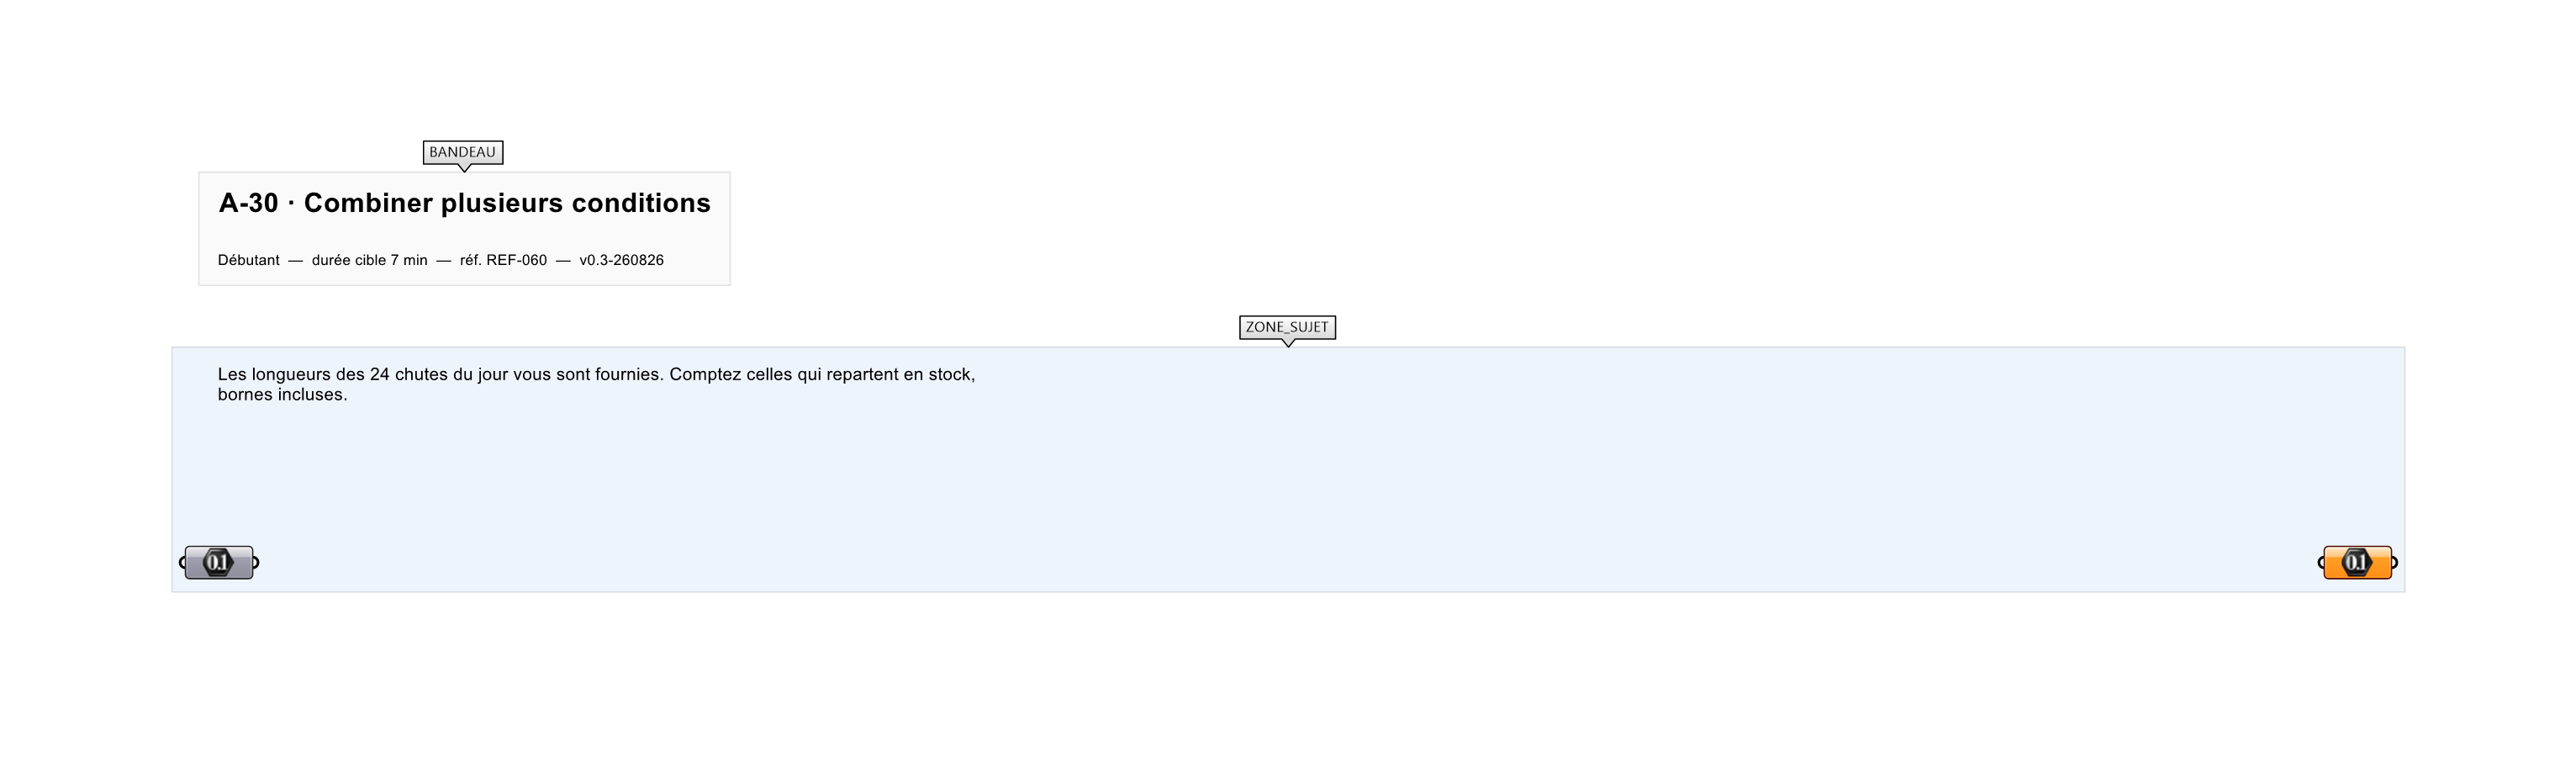 BANDEAU
A-30 · Combiner plusieurs conditions
Débutant — durée cible 7 min — réf. REF-060 — v0.3-260826
ZONE_SUJET
Les longueurs des 24 chutes du jour vous sont fournies. Comptez celles qui repartent en stock,
bornes incluses.
0.1
0.1